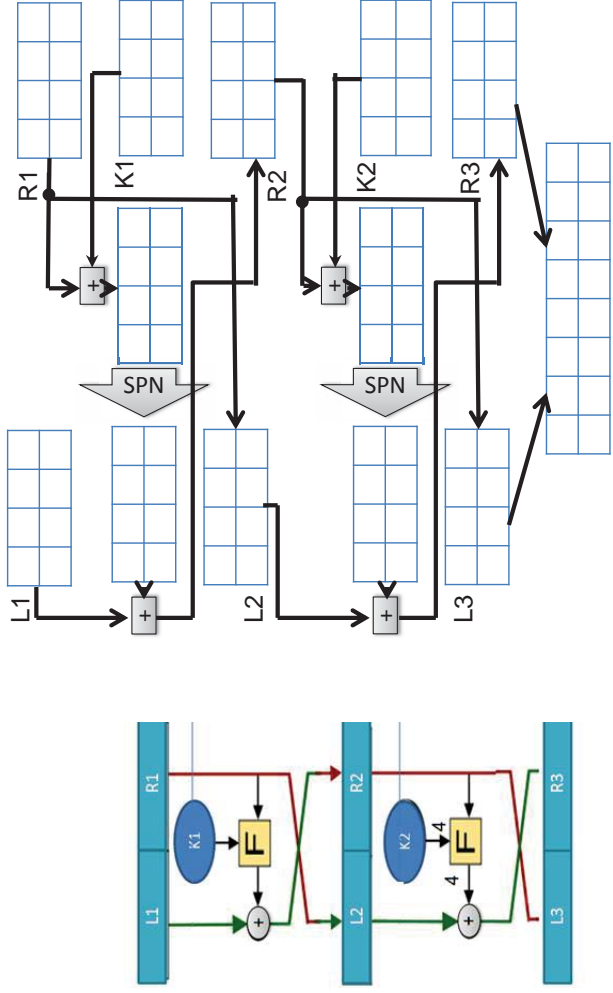 R1
K1
+
SPN
L1
+
R2
K2
+
SPN
L2
+
R3
L3
L1 R1
K1
F
+
L2 R2
K2
4
F
4
+
L3 R3